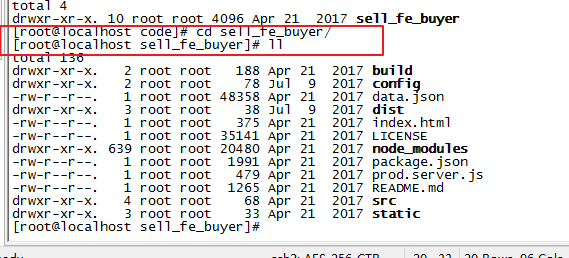 total 4
drwxr-xr-x. 10 root root 4096 Apr 21 2017 sell_fe_buyer
[root@localhost code]# cd sell_fe_buyer/
[root@localhost sell_fe_buyer]# ll
total 136
drwxr-xr-x. 2 root root 188 Apr 21 2017 build
drwxr-xr-x. 2 root root 78 Jul 9 2017 config
-rw-r--r--. 1 root root 48358 Apr 21 2017 data.json
drwxr-xr-x. 3 root root 38 Jul 9 2017 dist
-rw-r--r--. 1 root root 375 Apr 21 2017 index.html
-rw-r--r--. 1 root root 35141 Apr 21 2017 LICENSE
drwxr-xr-x. 639 root root 20480 Apr 21 2017 node_modules
-rw-r--r--. 1 root root 1991 Apr 21 2017 package.json
-rw-r--r--. 1 root root 479 Apr 21 2017 prod.server.js
-rw-r--r--. 1 root root 1265 Apr 21 2017 README.md
drwxr-xr-x. 4 root root 68 Apr 21 2017 src
drwxr-xr-x. 3 root root 33 Apr 21 2017 static
[root@localhost sell_fe_buyer]#